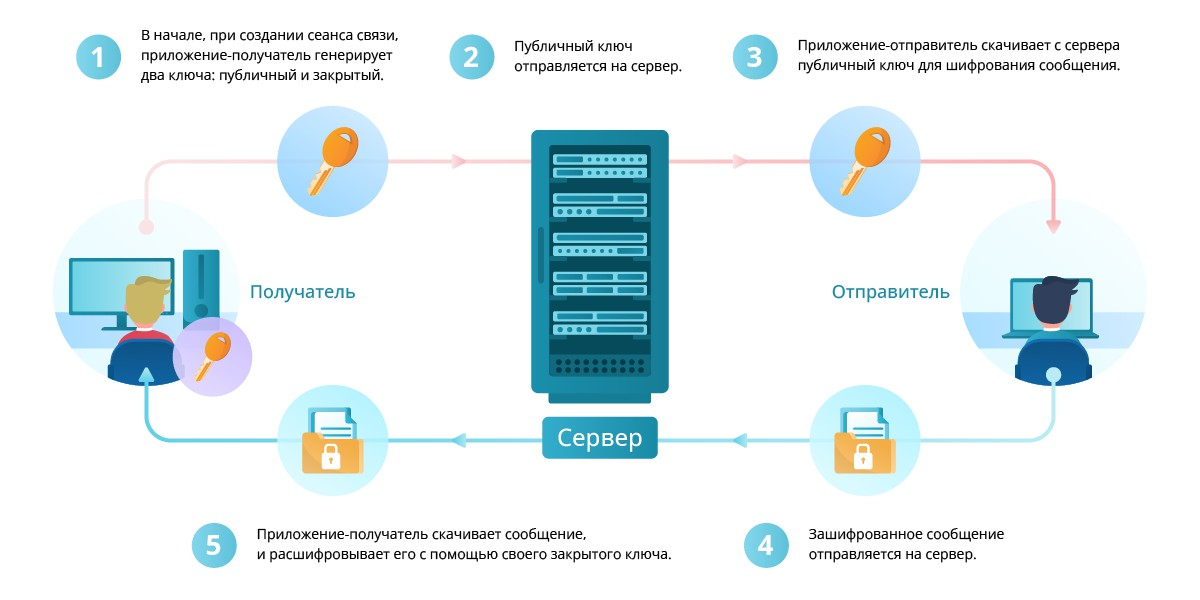 1
В начале, при создании сеанса связи,
приложение-получатель генерирует
два ключа: публичный и закрытый.
2
Публичный ключ
отправляется на сервер.
3
Приложение-отправитель скачивает с сервера
публичный ключ для шифрования сообщения.
Получатель
Отправитель
Сервер
5
Приложение-получатель скачивает сообщение,
и расшифровывает его с помощью своего закрытого ключа.
4
Зашифрованное сообщение
отправляется на сервер.